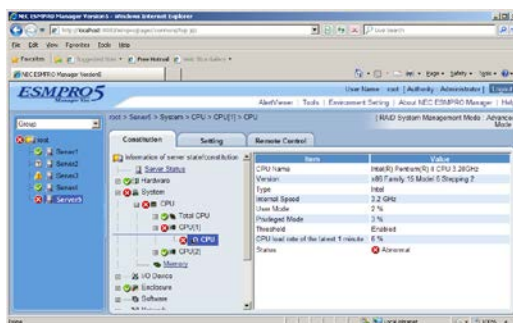 NEC ESMPRO Manager Version5 - Windows Internet Explorer
File Edit View Favorites Tools Help
Favorites
NEC ESMPRO Manager Version5
Page Safety Tools
ESMPRO5
User Name: root [ Authority: Administrator ]
AlertViewer | Tools | Environment Setting | About NEC ESMPRO Manager | Help
Group
root > Server5 > System > CPU > CPU[1] > CPU
[ RAID System Management Mode : Advanced Mode
root
Server1
Server2
Server3
Server4
Server5
Constitution
Setting
Remote Control
Information of server state/constitution
Server Status
Hardware
System
CPU
Total CPU
CPU[1]
CPU
CPU[2]
Memory
I/O Device
Enclosure
Software
Network
Item Value
CPU Name Intel(R) Pentium(R) 4 CPU 3.20GHz
Version x86 Family 15 Model 5 Stepping 2
Type Intel
Internal Speed 3.2 GHz
User Mode 2 %
Privileged Mode 3 %
Threshold Enabled
CPU load rate of the latest 1 minute 6 %
Status Abnormal
Done
Local intranet